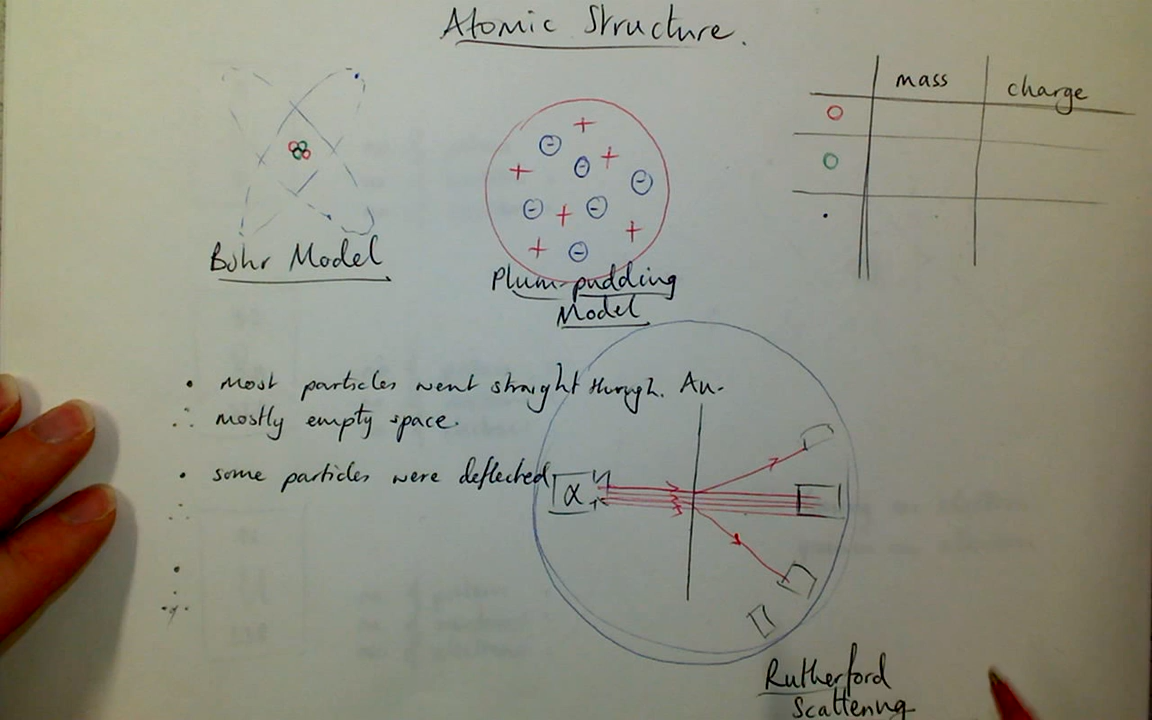 Atomic Structure.
mass charge
Bohr Model
Plum-pudding
Model
• Most particles went straight through.
∴ mostly empty space.
• some particles were deflected
Au.
α
Rutherford
Scattering